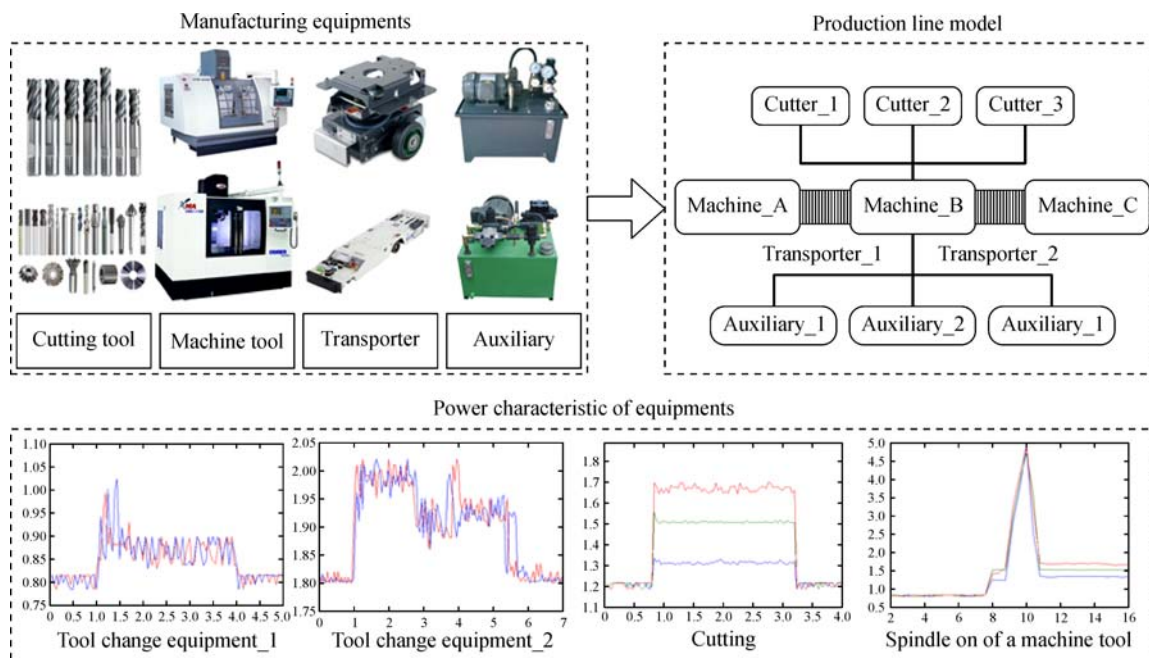 Manufacturing equipments
Production line model
Cutting tool
Machine tool
Transporter
Auxiliary
Cutter_1
Cutter_2
Cutter_3
Machine_A
Machine_B
Machine_C
Transporter_1
Transporter_2
Auxiliary_1
Auxiliary_2
Auxiliary_1
Power characteristic of equipments
1.10
1.05
1.00
0.95
0.90
0.85
0.80
0.75
0 0.5 1.0 1.5 2.0 2.5 3.0 3.5 4.0 4.5 5.0
Tool change equipment_1
2.05
2.00
1.95
1.90
1.85
1.80
1.75
0 1 2 3 4 5 6 7
Tool change equipment_2
1.8
1.7
1.6
1.5
1.4
1.3
1.2
1.1
0 0.5 1.0 1.5 2.0 2.5 3.0 3.5 4.0
Cutting
5.0
4.5
4.0
3.5
3.0
2.5
2.0
1.5
1.0
0.5
2 4 6 8 10 12 14 16
Spindle on of a machine tool